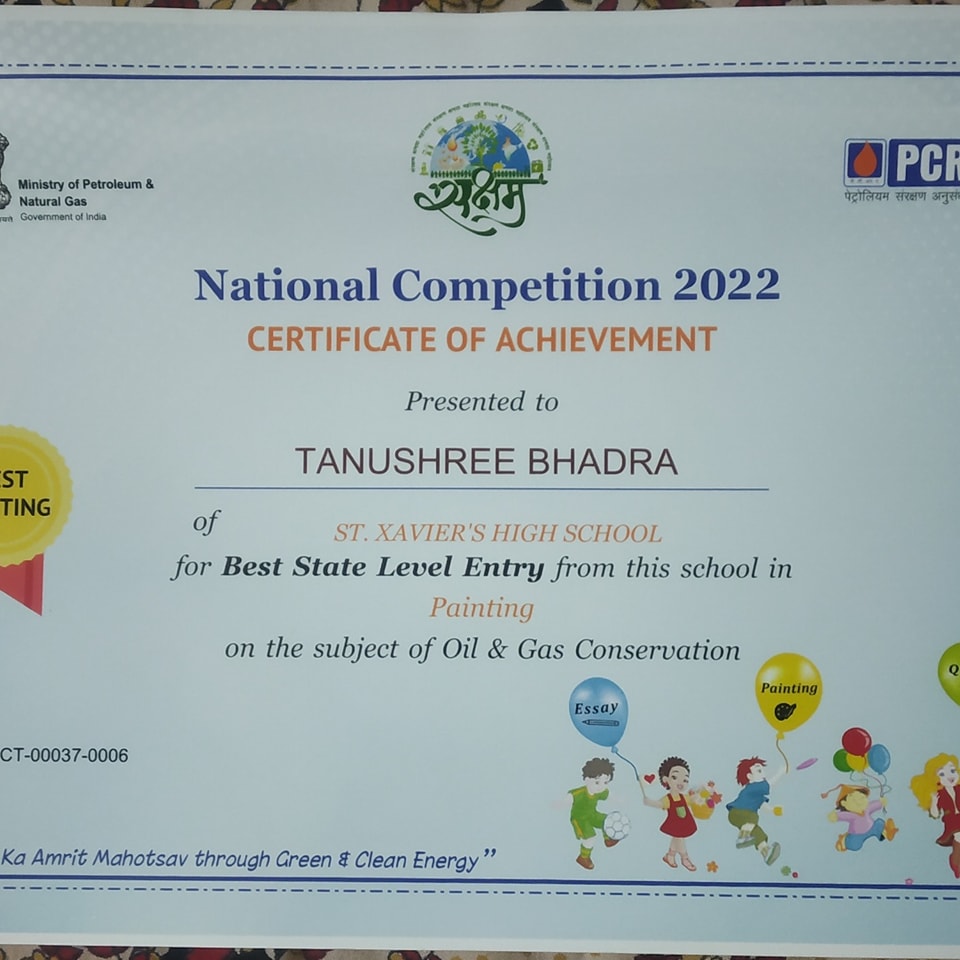 Ministry of Petroleum &
Natural Gas
Government of India
सक्षम
PCR
पेट्रोलियम संरक्षण
National Competition 2022
CERTIFICATE OF ACHIEVEMENT
Presented to
TANUSHREE BHADRA
of
ST. XAVIER'S HIGH SCHOOL
for Best State Level Entry from this school in
Painting
on the subject of Oil & Gas Conservation
EST
TING
Essay
Painting
Q
CT-00037-0006
Ka Amrit Mahotsav through Green & Clean Energy”